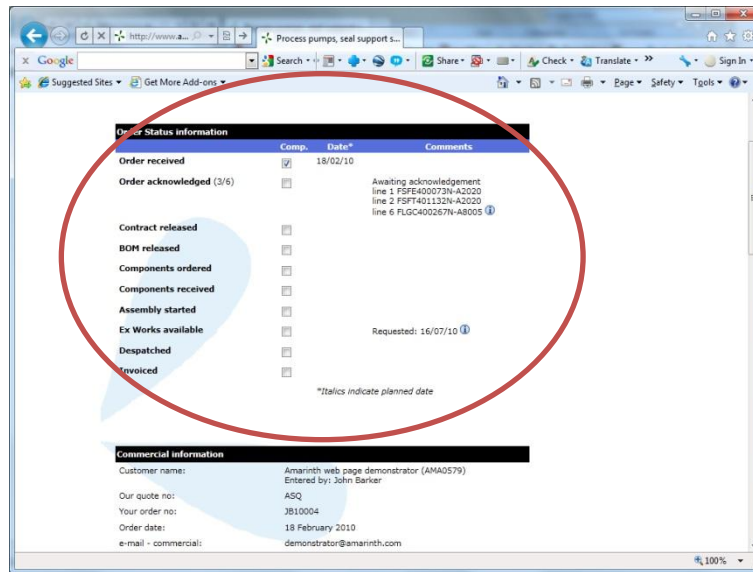 http://www.a...
Process pumps, seal support s...
x Google
Search
Share
Check
Translate
»
Sign In
Suggested Sites
Get More Add-ons
Page
Safety
Tools
Order Status information
Comp. Date* Comments
Order received 18/02/10
Order acknowledged (3/6) Awaiting acknowledgement
line 1 FSFE400073N-A2020
line 2 FSFT401132N-A2020
line 6 FLGC400267N-A8005
Contract released
BOM released
Components ordered
Components received
Assembly started
Ex Works available Requested: 16/07/10
Despatched
Invoiced
*Italics indicate planned date
Commercial information
Customer name: Amarinth web page demonstrator (AMA0579)
Entered by: John Barker
Our quote no: ASQ
Your order no: JB10004
Order date: 18 February 2010
e-mail - commercial: demonstrator@amarinth.com
100%